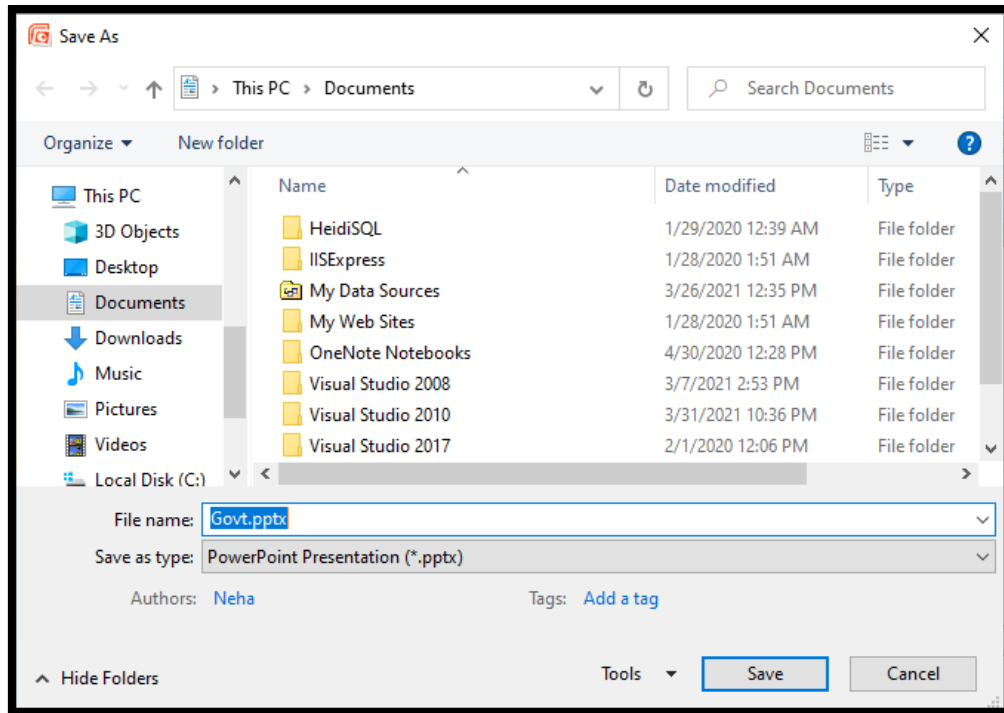 Save As
This PC > Documents
Search Documents
Organize
New folder
Name Date modified Type
This PC
3D Objects
Desktop
Documents
Downloads
Music
Pictures
Videos
Local Disk (C:)
HeidiSQL 1/29/2020 12:39 AM File folder
IISExpress 1/28/2020 1:51 AM File folder
My Data Sources 3/26/2021 12:35 PM File folder
My Web Sites 1/28/2020 1:51 AM File folder
OneNote Notebooks 4/30/2020 12:28 PM File folder
Visual Studio 2008 3/7/2021 2:53 PM File folder
Visual Studio 2010 3/31/2021 10:36 PM File folder
Visual Studio 2017 2/1/2020 12:06 PM File folder
File name: Govt.pptx
Save as type: PowerPoint Presentation (*.pptx)
Authors: Neha Tags: Add a tag
Hide Folders Tools Save Cancel